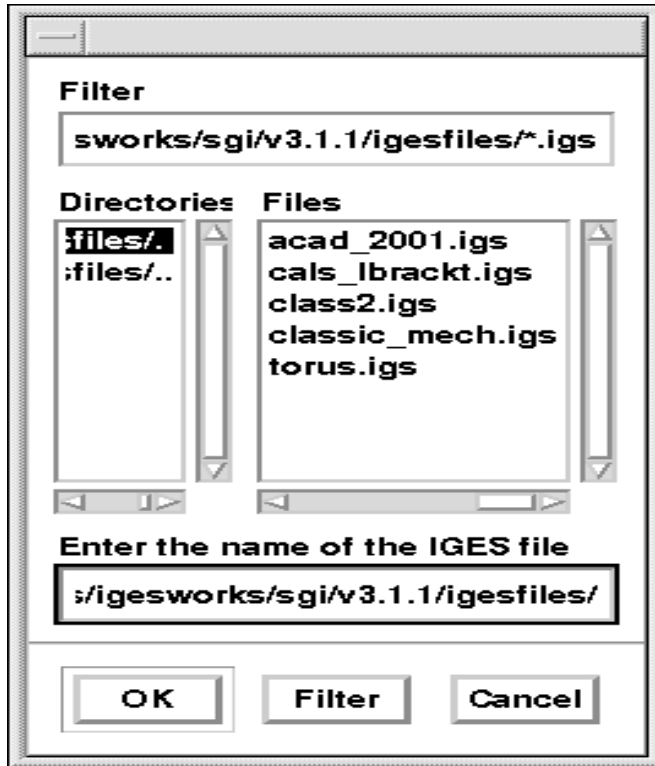 Filter
sworks/sgi/v3.1.1/igesfiles/*.igs
Directories Files
files/.
files/..
acad_2001.igs
cals_lbrackt.igs
class2.igs
classic_mech.igs
torus.igs
Enter the name of the IGES file
s/igesworks/sgi/v3.1.1/igesfiles/
OK Filter Cancel